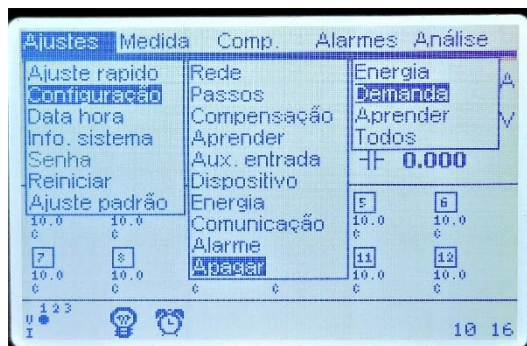 Ajustes Medida Comp. Alarmes Análise
Ajuste rapido
Configuração
Data hora
Info. sistema
Senha
Reiniciar
Ajuste padrão
Rede
Passos
Compensação
Aprender
Aux. entrada
Dispositivo
Energia
Comunicação
Alarme
Apagar
Energia
Demanda
Aprender
Todos
A
V
0.000
5 6
10.0 10.0 10.0 10.0
C C C
7 8 11 12
10.0 10.0 10.0 10.0
C C C C C C
1 2 3
V
I
10 16